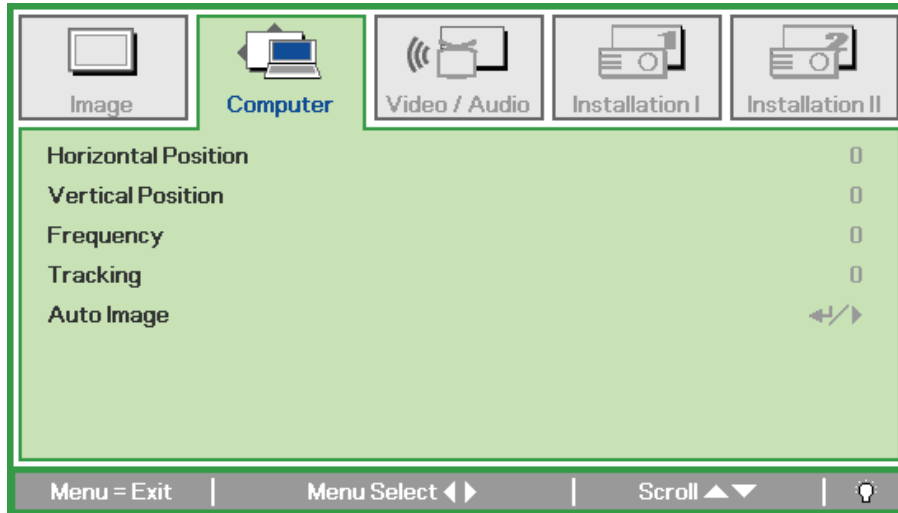 Image Computer Video / Audio Installation I Installation II
Horizontal Position 0
Vertical Position 0
Frequency 0
Tracking 0
Auto Image
Menu = Exit Menu Select Scroll